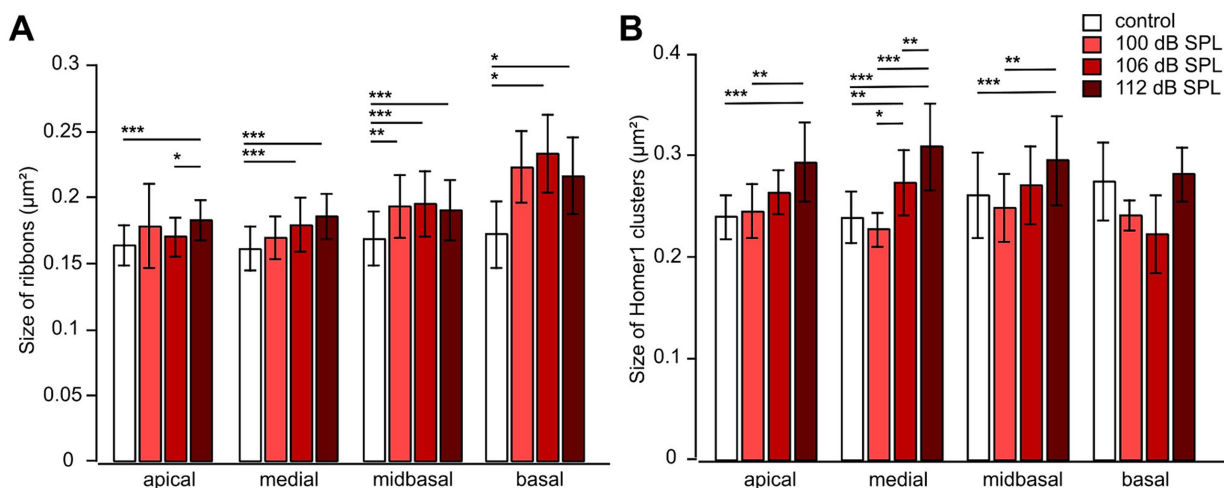 A
Size of ribbons (µm²)
0.3
0.25
0.2
0.15
0.1
0.05
0
***
*
***
***
***
***
**
*
*
apical
medial
midbasal
basal
B
control
100 dB SPL
106 dB SPL
112 dB SPL
Size of Homer1 clusters (µm²)
0.4
0.3
0.2
0.1
0
**
***
**
***
***
**
*
**
***
apical
medial
midbasal
basal